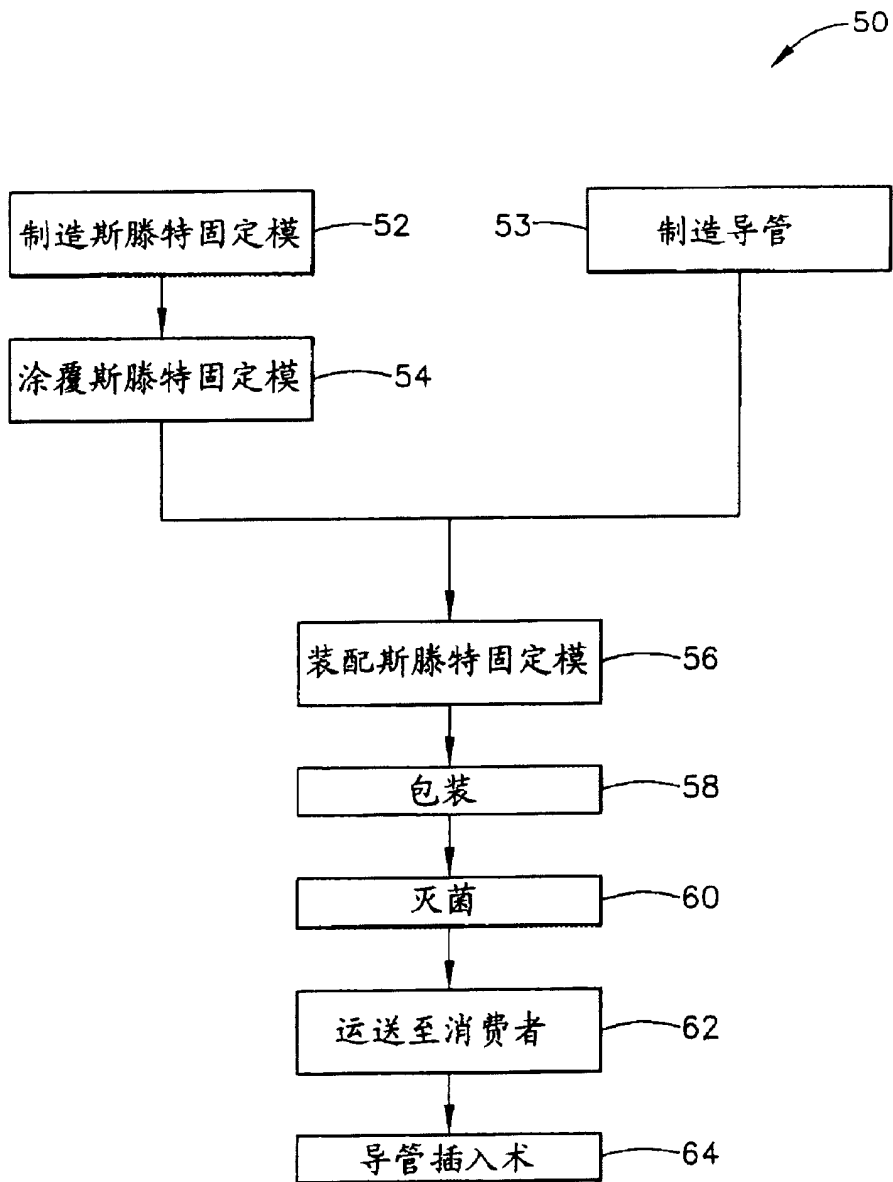 50
制造斯滕特固定模
52
53
制造导管
涂覆斯滕特固定模
54
装配斯滕特固定模
56
包装
58
灭菌
60
运送至消费者
62
导管插入术
64